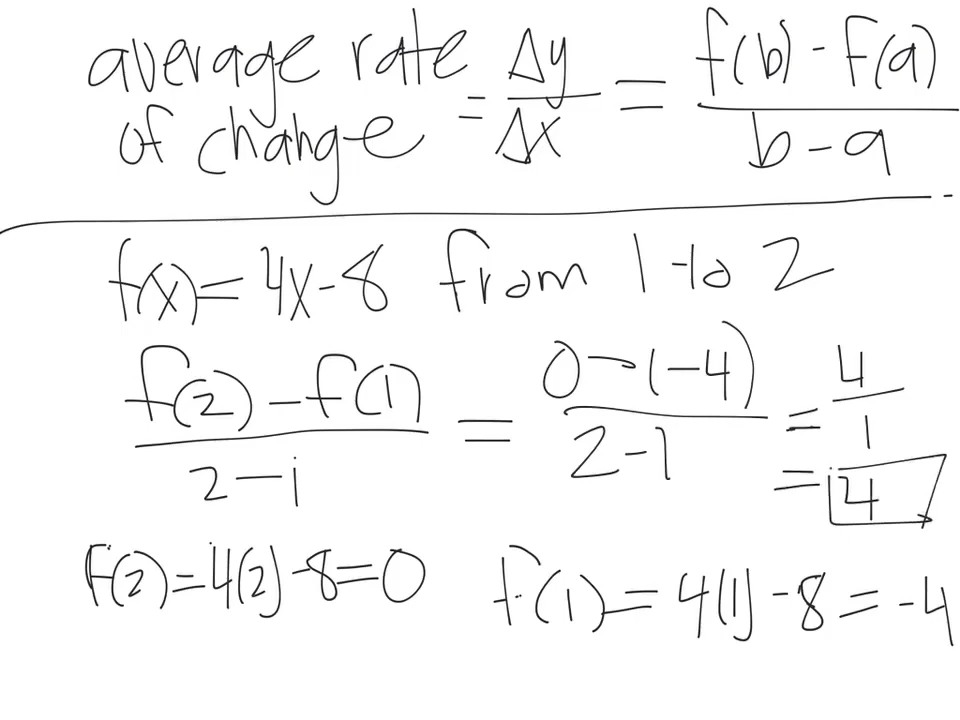 average rate of change = Δy/Δx = f(b) - f(a)/b - a
f(x) = 4x - 8 from 1 to 2
f(2) - f(1)/2 - 1 = 0 - (-4)/2 - 1 = 4/1
= 4
f(2) = 4(2) - 8 = 0 f(1) = 4(1) - 8 = -4